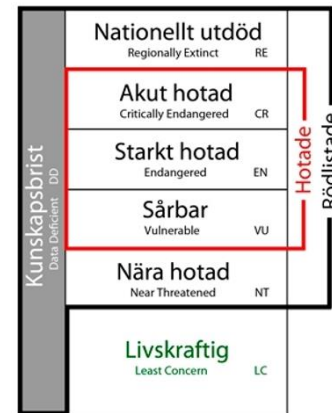 Nationellt utdöd
Regionally Extinct RE
Akut hotad
Critically Endangered CR
Starkt hotad
Endangered EN
Sårbar
Vulnerable VU
Nära hotad
Near Threatened NT
Livskraftig
Least Concern LC
Kunskapsbrist
Data Deficient DD
Hotade
Rödlistade